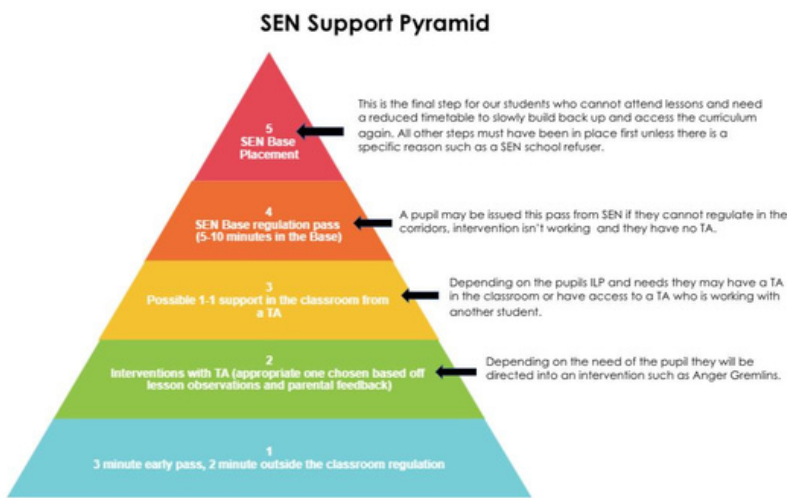 SEN Support Pyramid
5
SEN Base
Placement
This is the final step for our students who cannot attend lessons and need
a reduced timetable to slowly build back up and access the curriculum
again. All other steps must have been in place first unless there is a
specific reason such as a SEN school refuser.
4
SEN Base regulation pass
(5-10 minutes in the Base)
A pupil may be issued this pass from SEN if they cannot regulate in the
corridors, intervention isn't working and they have no TA.
3
Possible 1-1 support in the classroom from
a TA
Depending on the pupils ILP and needs they may have a TA
in the classroom or have access to a TA who is working with
another student.
2
Interventions with TA (appropriate one chosen based off
lesson observations and parental feedback)
Depending on the need of the pupil they will be
directed into an intervention such as Anger Gremlins.
1
3 minute early pass, 2 minute outside the classroom regulation